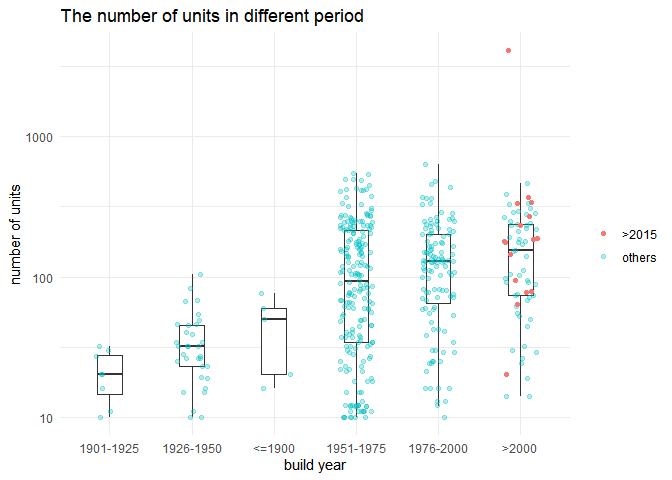 The number of units in different period
number of units
1000
100
10
1901-1925 1926-1950 <=1900 1951-1975 1976-2000 >2000
build year
>2015
others